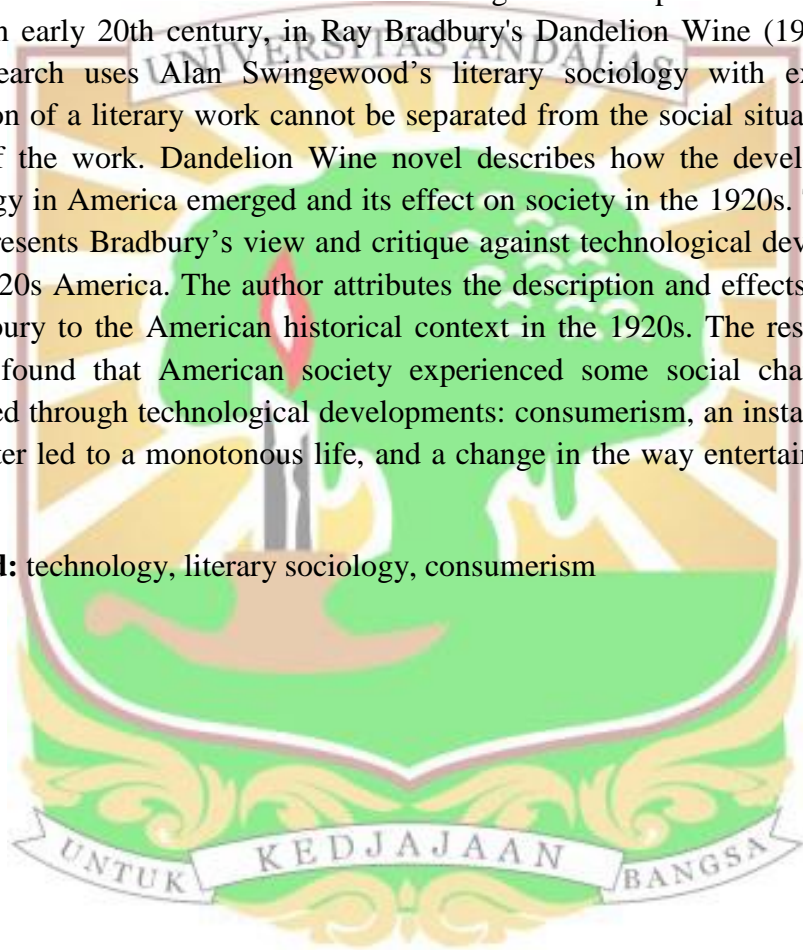 n early 20th century, in Ray Bradbury's Dandelion Wine (19
UNIVERSITAS ANDALAS
earch uses Alan Swingewood's literary sociology with ex
on of a literary work cannot be separated from the social situa
f the work. Dandelion Wine novel describes how the devel
gy in America emerged and its effect on society in the 1920s.
resents Bradbury's view and critique against technological dev
20s America. The author attributes the description and effects
bury to the American historical context in the 1920s. The res
found that American society experienced some social cha
ed through technological developments: consumerism, an insta
ter led to a monotonous life, and a change in the way entertain
d: technology, literary sociology, consumerism
UNTUK KEDJAJAAN BANGSA